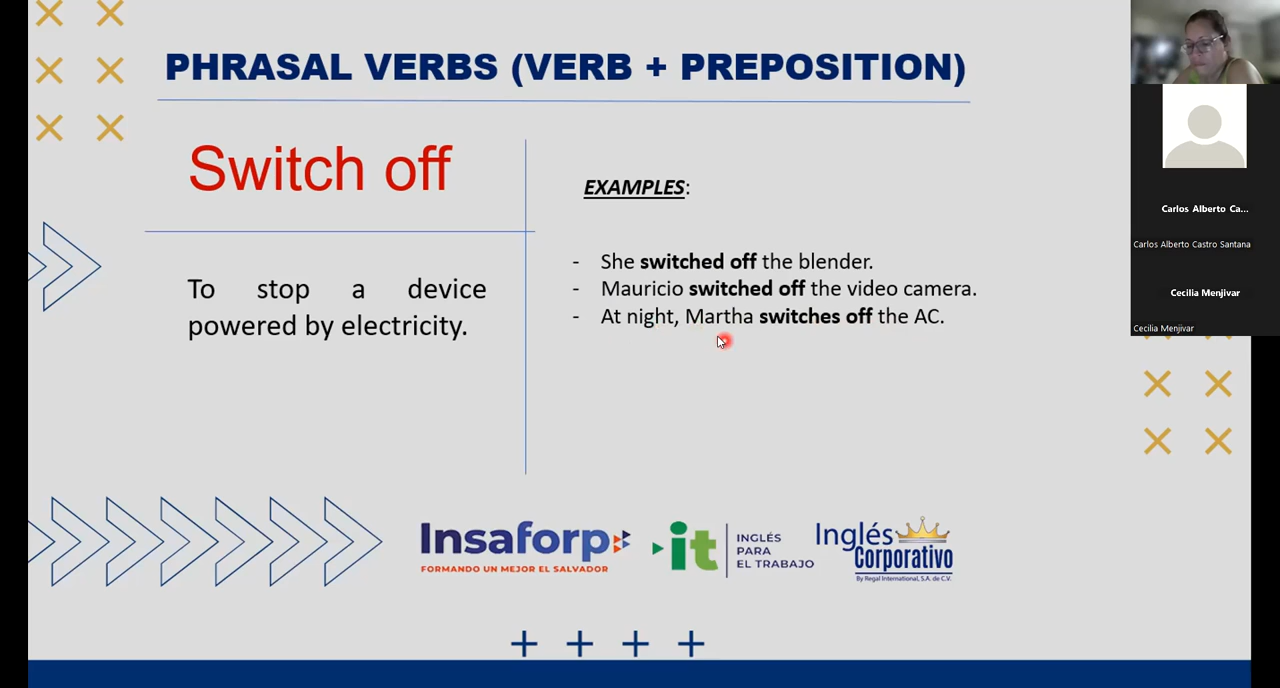 PHRASAL VERBS (VERB + PREPOSITION)
Switch off
To stop a device
powered by electricity.
EXAMPLES:
- She switched off the blender.
- Mauricio switched off the video camera.
- At night, Martha switches off the AC.
Insaforp
FORMANDO UN MEJOR EL SALVADOR
it
INGLÉS
PARA
EL TRABAJO
Inglés
Corporativo
By Regal International, S.A. de C.V.
Carlos Alberto Ca...
Carlos Alberto Castro Santana
Cecilia Menjivar
Cecilia Menjivar